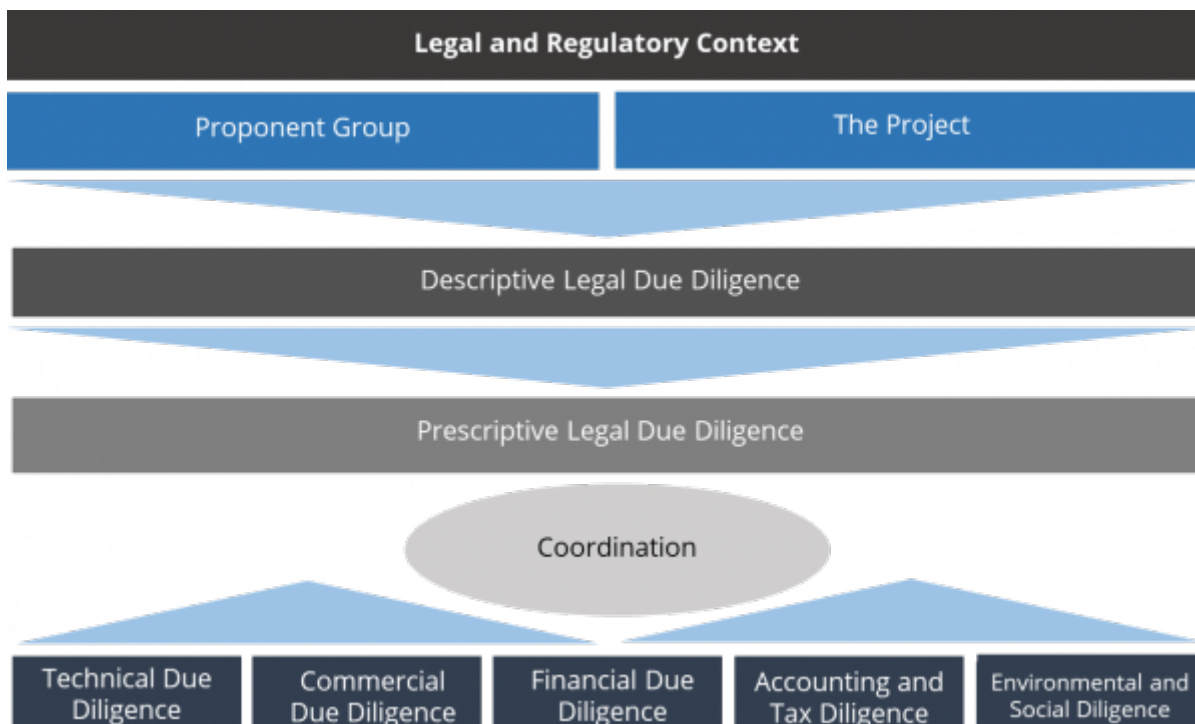 Legal and Regulatory Context
Proponent Group
The Project
Descriptive Legal Due Diligence
Prescriptive Legal Due Diligence
Coordination
Technical Due
Diligence
Commercial
Due Diligence
Financial Due
Diligence
Accounting and
Tax Diligence
Environmental and
Social Diligence